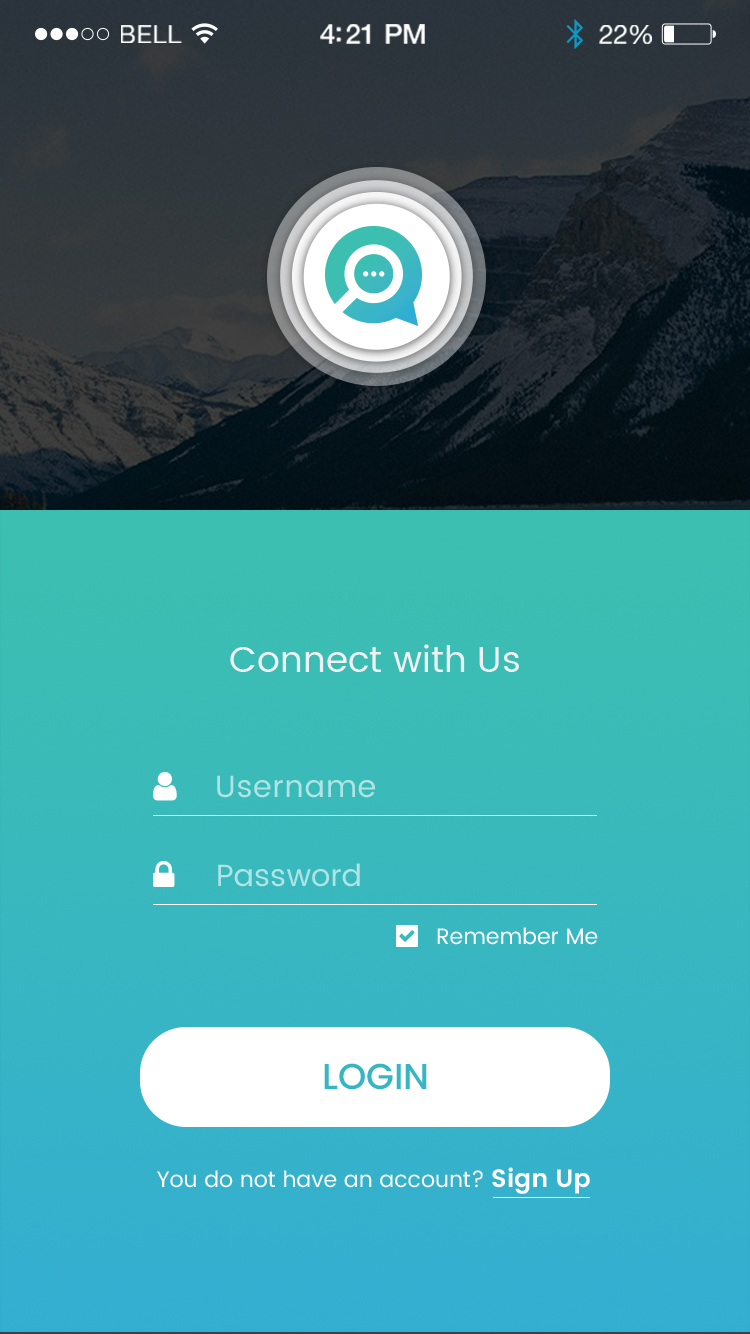 BELL 4:21 PM 22%
Connect with Us
Username
Password
Remember Me
LOGIN
You do not have an account? Sign Up